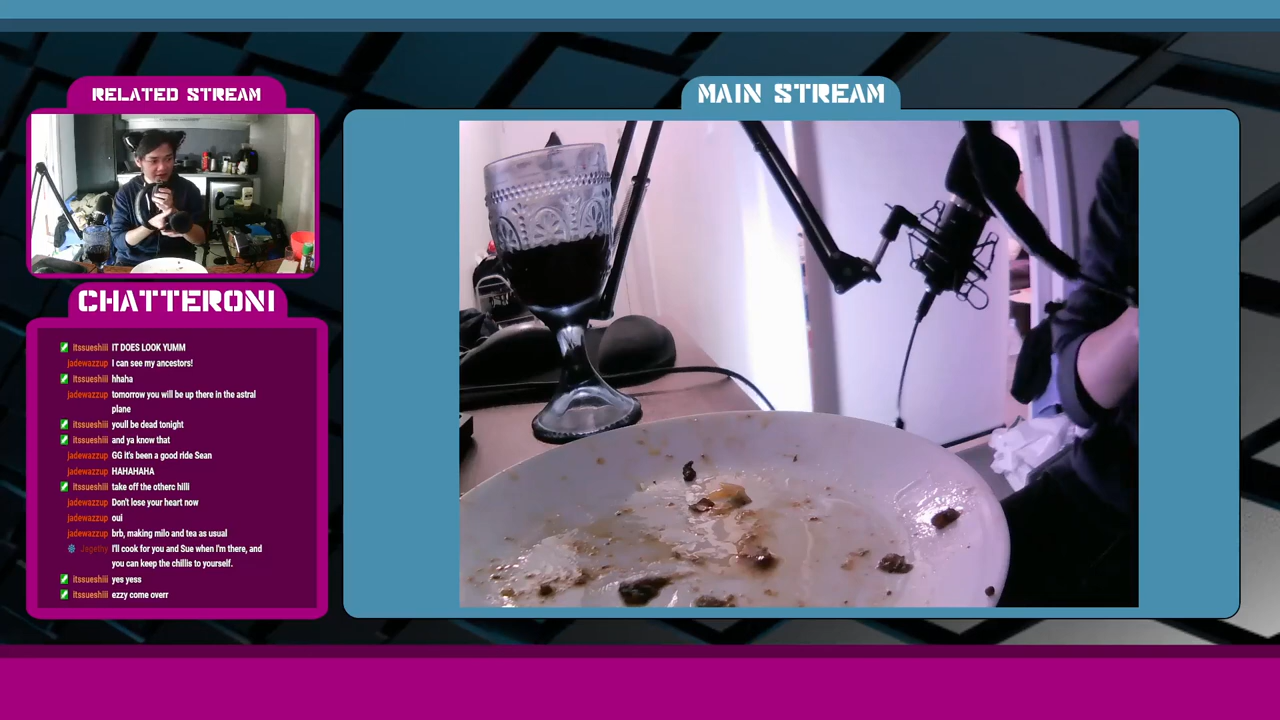 RELATED STREAM
MAIN STREAM
CHATTERONI
itssueshiii IT DOES LOOK YUMM
jadewazzup I can see my ancestors!
itssueshiii hhaha
jadewazzup tomorrow you will be up there in the astral
plane
itssueshiii youll be dead tonight
itssueshiii and ya know that
jadewazzup GG it's been a good ride Sean
jadewazzup HAHAHAHA
itssueshiii take off the otherc hilli
jadewazzup Don't lose your heart now
jadewazzup oui
jadewazzup brb, making milo and tea as usual
Jegethy I'll cook for you and Sue when I'm there, and
you can keep the chillis to yourself.
itssueshiii yes yess
itssueshiii ezzy come overr